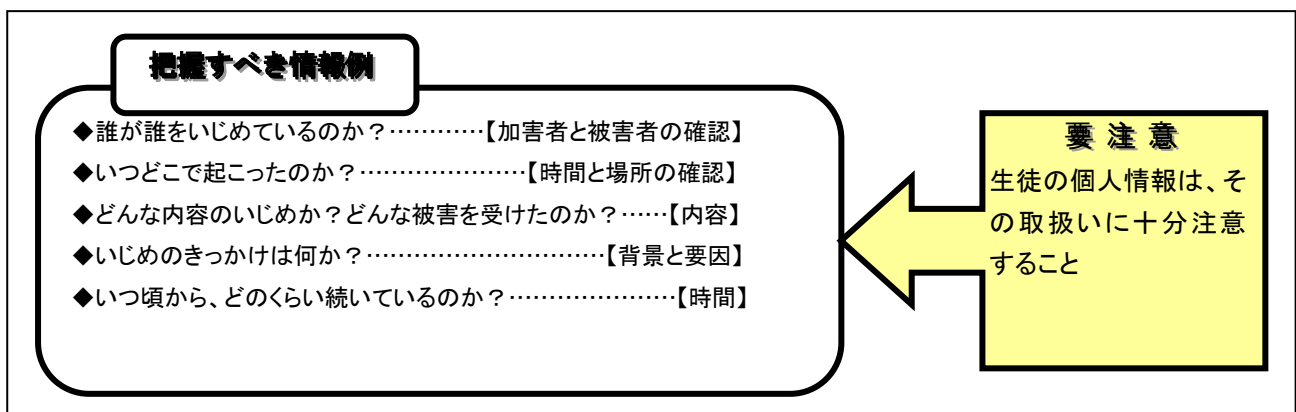 把握すべき情報例
◆誰が誰をいじめているのか？…………【加害者と被害者の確認】
◆いつどこで起こったのか？…………………【時間と場所の確認】
◆どんな内容のいじめか？どんな被害を受けたのか？……【内容】
◆いじめのきっかけは何か？…………………………【背景と要因】
◆いつ頃から、どのくらい続いているのか？…………………【時間】
要 注 意
生徒の個人情報は、そ
の取扱いに十分注意
すること